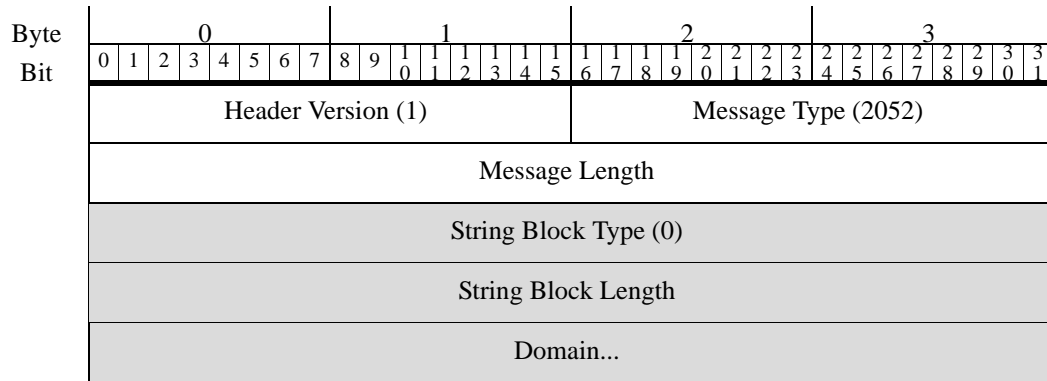 Byte 0 1 2 3
Bit 0 1 2 3 4 5 6 7 8 9 10 11 12 13 14 15 16 17 18 19 20 21 22 23 24 25 26 27 28 29 30 31
Header Version (1) Message Type (2052)
Message Length
String Block Type (0)
String Block Length
Domain...